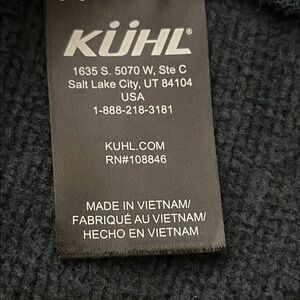 KÜHL®
1635 S. 5070 W, Ste C
Salt Lake City, UT 84104
USA
1-888-218-3181
KUHL.COM
RN#108846
MADE IN VIETNAM/
FABRIQUÉ AU VIETNAM/
HECHO EN VIETNAM